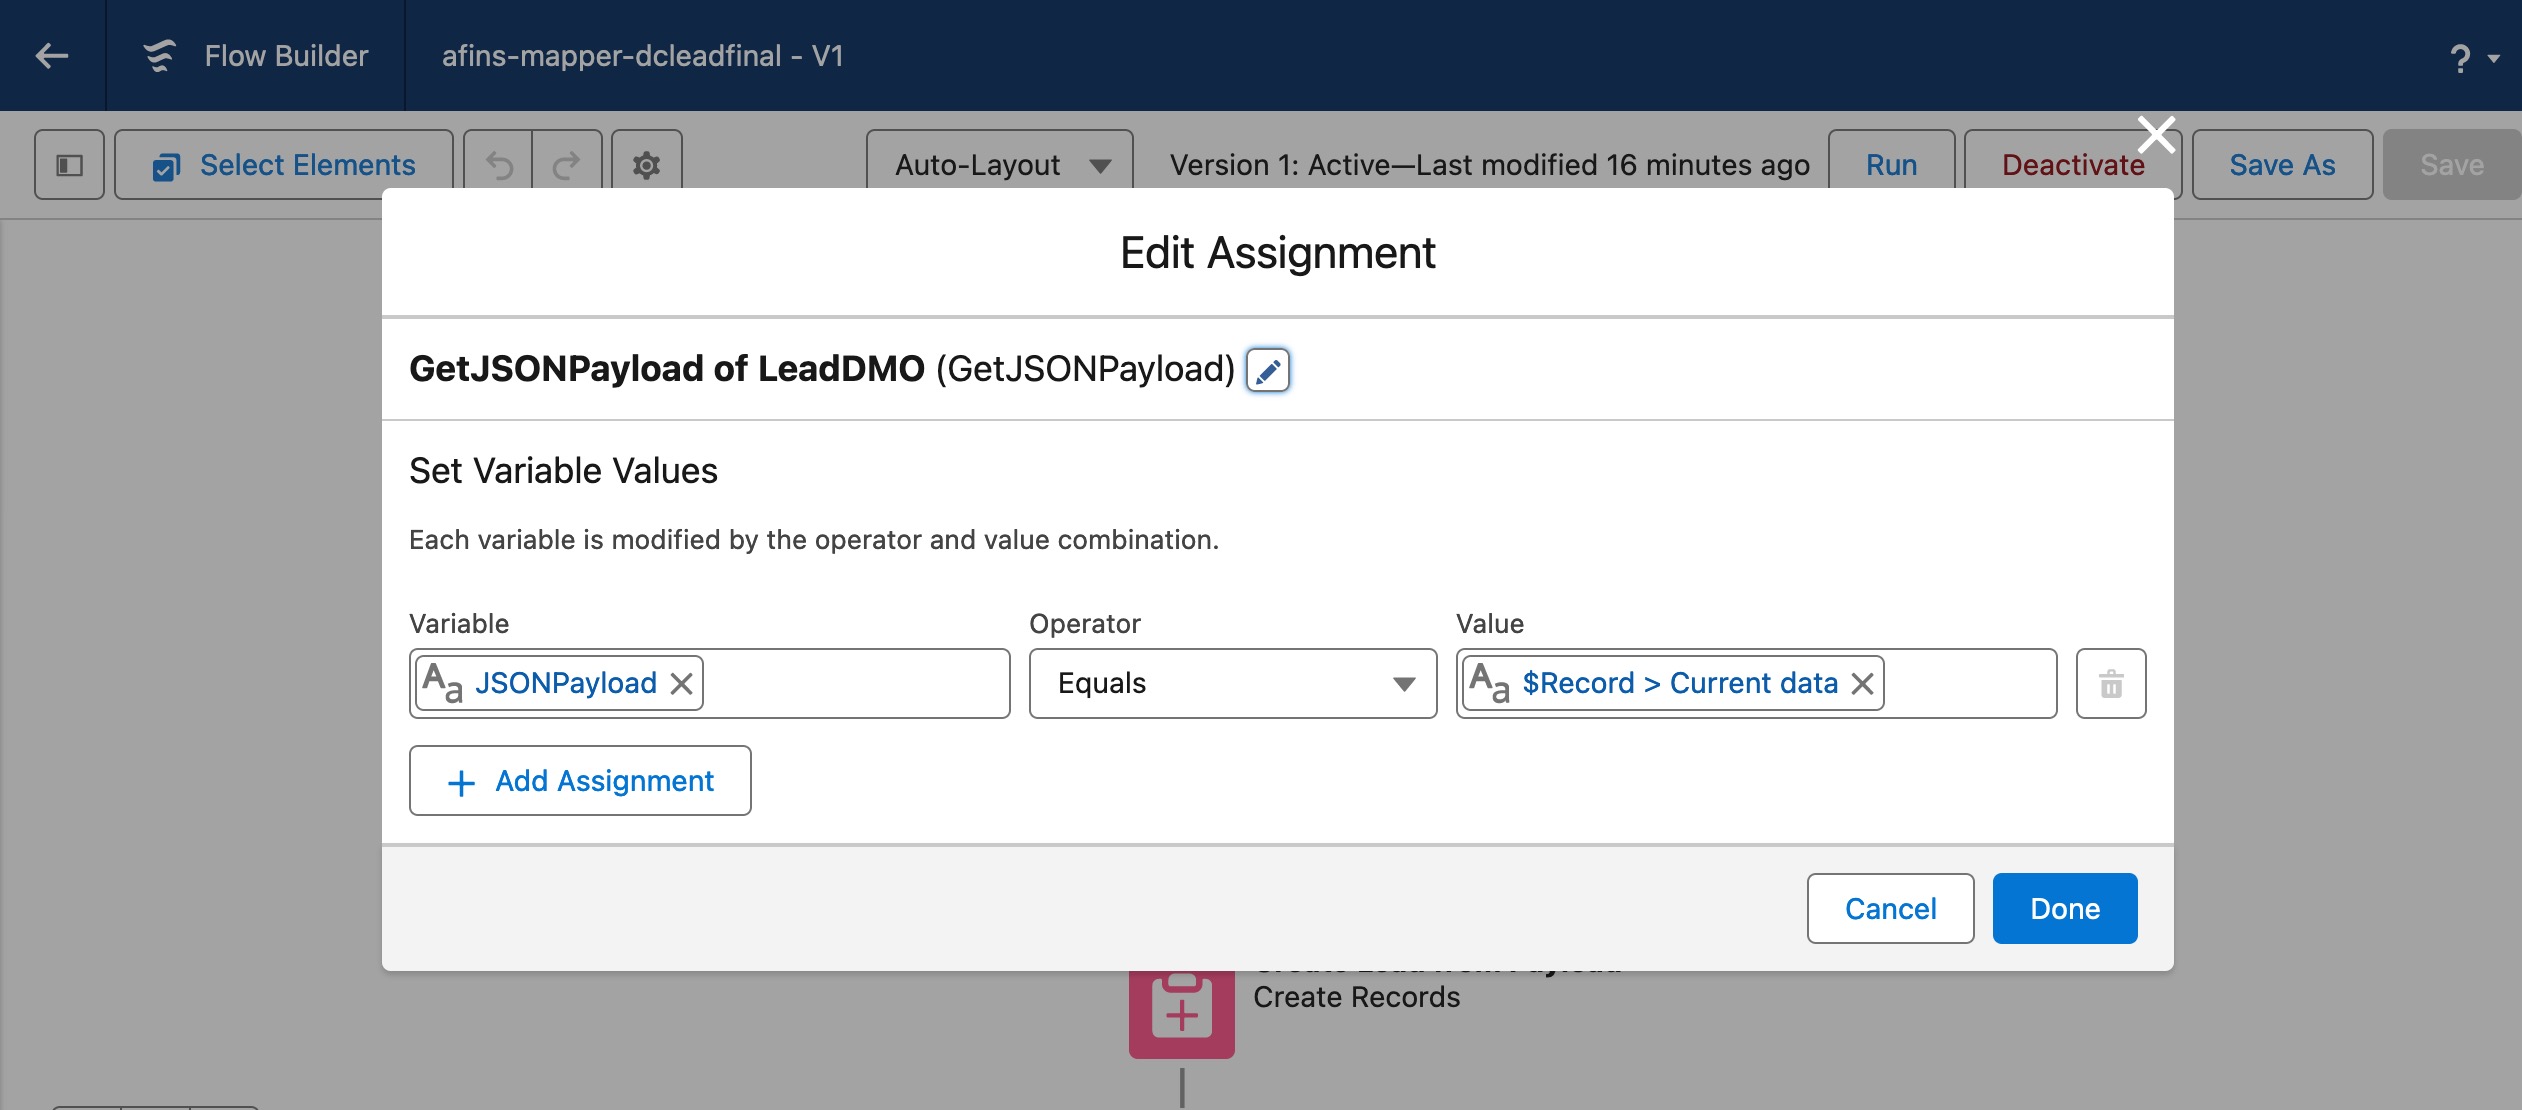 Flow Builder
afins-mapper-dcleadfinal - V1
?
Select Elements
Auto-Layout
Version 1: Active—Last modified 16 minutes ago
Run
Deactivate
Save As
Save
Edit Assignment
GetJSONPayload of LeadDMO (GetJSONPayload)
Set Variable Values
Each variable is modified by the operator and value combination.
Variable
Operator
Value
Aa JSONPayload
Equals
Aa $Record > Current data
+ Add Assignment
Cancel
Done
Create Records